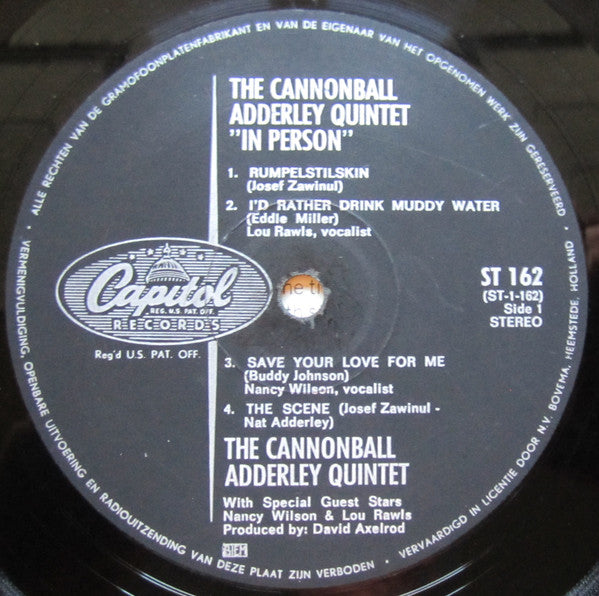 ALLE RECHTEN VAN DE GRAMOFOONPLATENFABRIKANT EN VAN DE EIGENAAR VAN HET OPGENOMEN WERK ZIJN GERESERVEERD
THE CANNONBALL
ADDERLEY QUINTET
"IN PERSON"
1. RUMPELSTILSKIN
(Josef Zawinul)
2. I'D RATHER DRINK MUDDY WATER
(Eddie Miller)
Lou Rawls, vocalist
Capitol
REG. U.S. PAT. OFF.
RECORDS
Reg'd U.S. PAT. OFF.
ST 162
(ST-1-162)
Side 1
STEREO
3. SAVE YOUR LOVE FOR ME
(Buddy Johnson)
Nancy Wilson, vocalist
4. THE SCENE (Josef Zawinul -
Nat Adderley)
THE CANNONBALL
ADDERLEY QUINTET
With Special Guest Stars
Nancy Wilson & Lou Rawls
Produced by: David Axelrod
BIEM
VERMENIGVULDIGING, OPENBARE UITVOERING EN RADIOUITZENDING VAN DEZE PLAAT ZIJN VERBODEN
VERVAARDIGD IN LICENTIE DOOR N.V. BOVEMA, HEEMSTEDE, HOLLAND